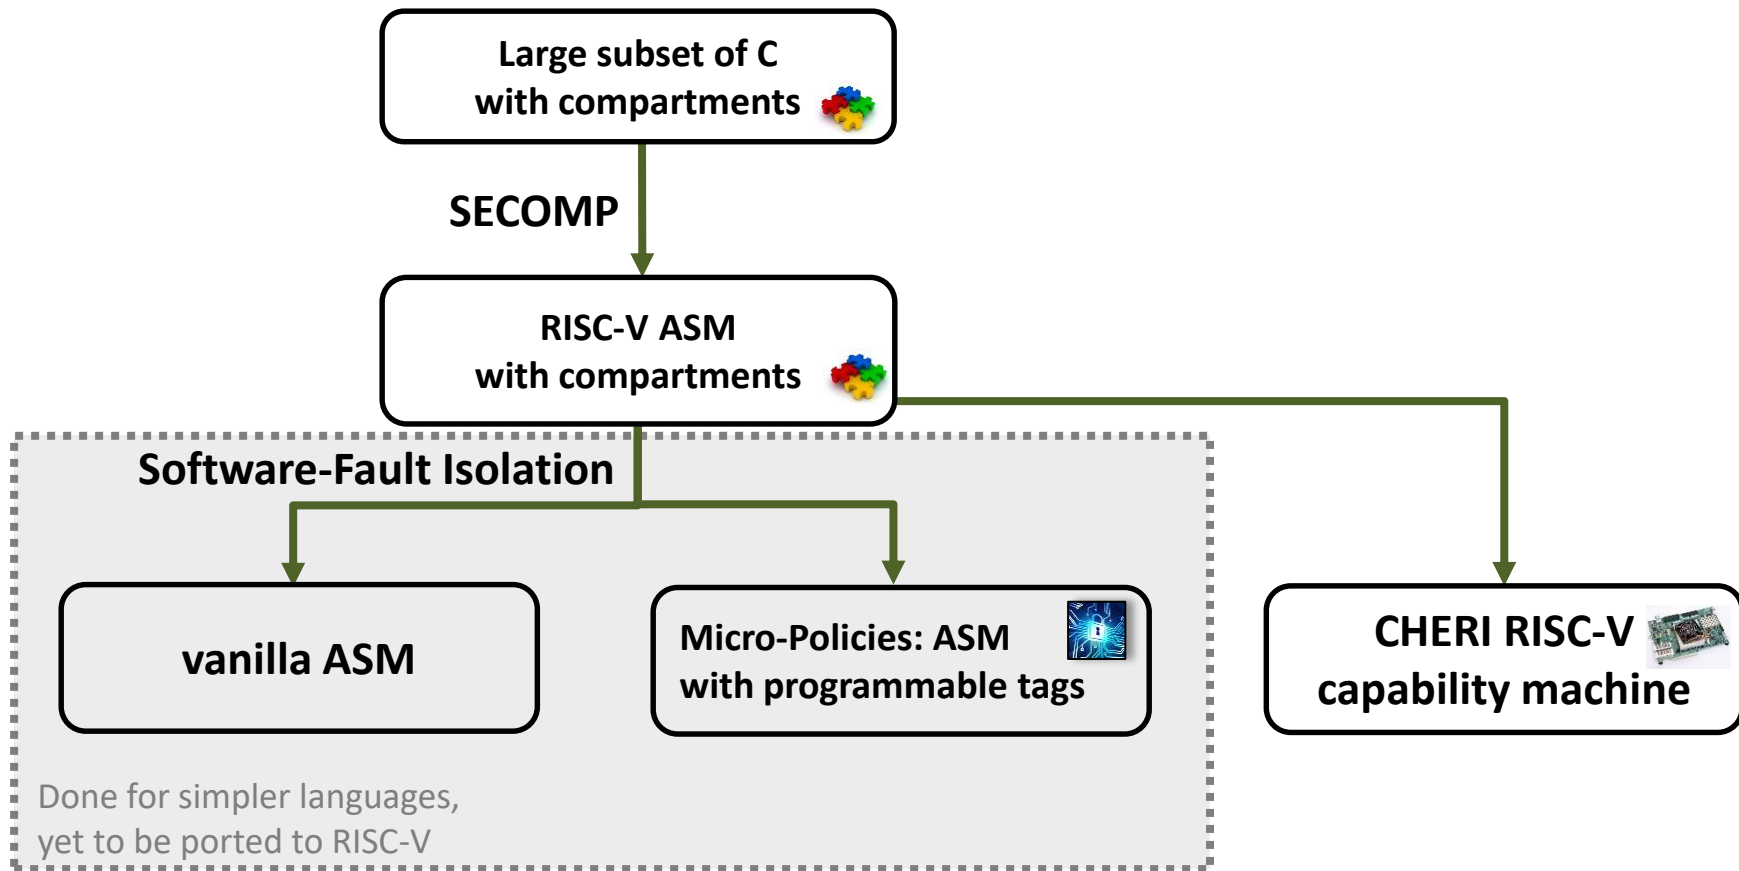 Large subset of C
with compartments
SECOMP
RISC-V ASM
with compartments
Software-Fault Isolation
vanilla ASM
Micro-Policies: ASM
with programmable tags
CHERI RISC-V
capability machine
Done for simpler languages,
yet to be ported to RISC-V